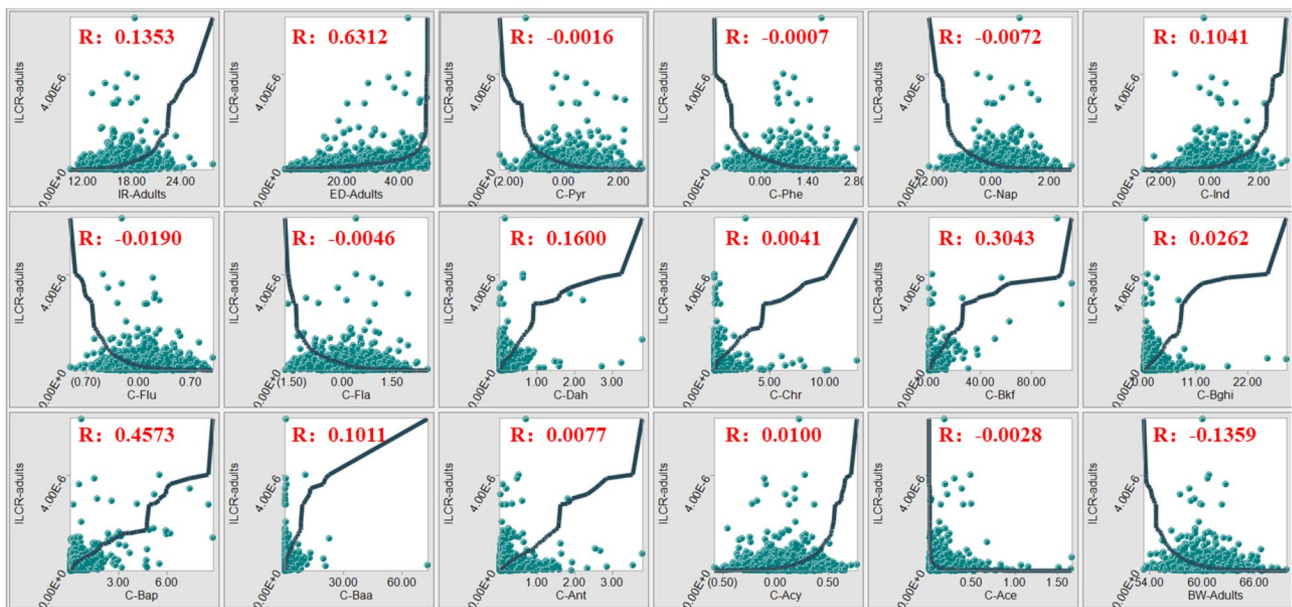 R: 0.1353
ILCR-adults
4.00E-6
0.00E+0
12.00 18.00 24.00
IR-Adults
R: 0.6312
ILCR-adults
4.00E-6
0.00E+0
20.00 40.00
ED-Adults
R: -0.0016
ILCR-adults
4.00E-6
0.00E+0
(2.00) 0.00 2.00
C-Pyr
R: -0.0007
ILCR-adults
4.00E-6
0.00E+0
0.00 1.40 2.80
C-Phe
R: -0.0072
ILCR-adults
4.00E-6
0.00E+0
(2.00) 0.00 2.00
C-Nap
R: 0.1041
ILCR-adults
4.00E-6
0.00E+0
(2.00) 0.00 2.00
C-Ind
R: -0.0190
ILCR-adults
4.00E-6
0.00E+0
(0.70) 0.00 0.70
C-Flu
R: -0.0046
ILCR-adults
4.00E-6
0.00E+0
(1.50) 0.00 1.50
C-Fla
R: 0.1600
ILCR-adults
4.00E-6
0.00E+0
1.00 2.00 3.00
C-Dah
R: 0.0041
ILCR-adults
4.00E-6
0.00E+0
5.00 10.00
C-Chr
R: 0.3043
ILCR-adults
4.00E-6
0.00E+0
0.00 40.00 80.00
C-Bkf
R: 0.0262
ILCR-adults
4.00E-6
0.00E+0
0.00 11.00 22.00
C-Bghi
R: 0.4573
ILCR-adults
4.00E-6
0.00E+0
3.00 6.00
C-Bap
R: 0.1011
ILCR-adults
4.00E-6
0.00E+0
30.00 60.00
C-Baa
R: 0.0077
ILCR-adults
4.00E-6
0.00E+0
1.00 2.00 3.00
C-Ant
R: 0.0100
ILCR-adults
4.00E-6
0.00E+0
0.50) 0.00 0.50
C-Acy
R: -0.0028
ILCR-adults
4.00E-6
0.00E+0
0.50 1.00 1.50
C-Ace
R: -0.1359
ILCR-adults
4.00E-6
0.00E+0
54.00 60.00 66.00
BW-Adults